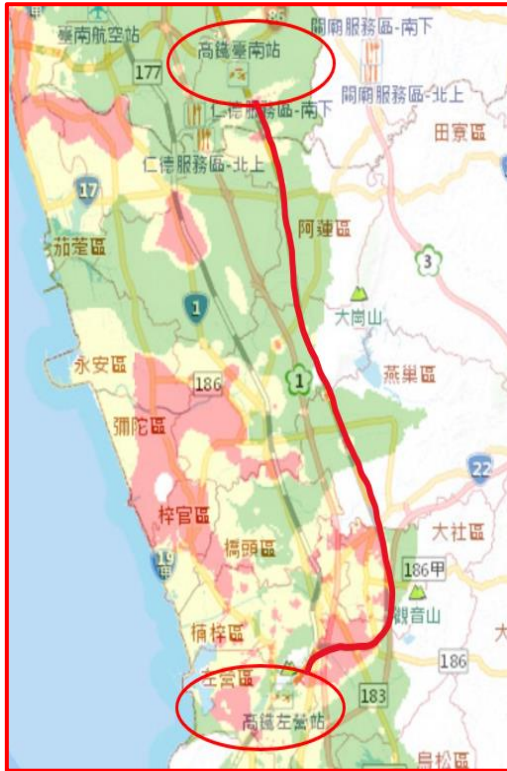 臺南航空站
高鐵臺南站
86
關廟服務區-南下
177
仁德服務區-南下
關廟服務區-北上
仁德服務區-北上
田寮區
17
阿蓮區
茄萣區
3
1
大崗山
永安區
燕巢區
186
1
彌陀區
22
梓官區
大社區
橋頭區
186甲
19甲
觀音山
楠梓區
186
左營區
183
高鐵左營站
鳥松區